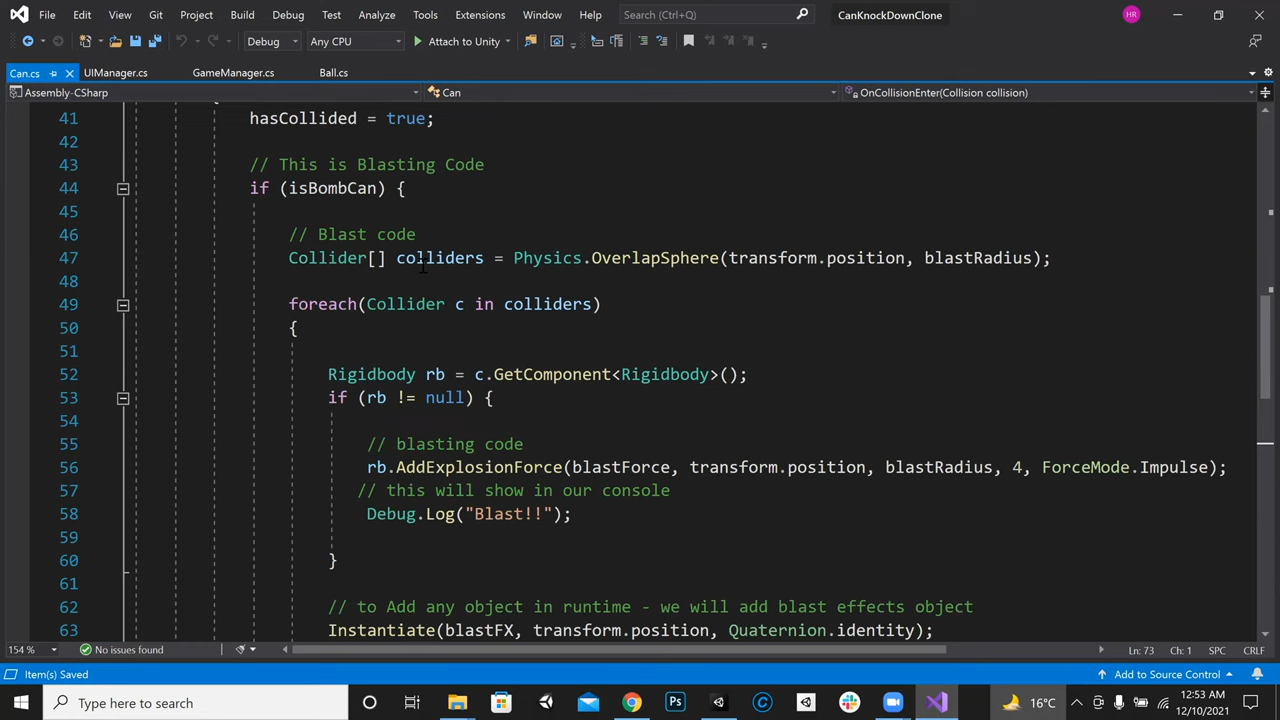 File Edit View Git Project Build Debug Test Analyze Tools Extensions Window Help Search (Ctrl+Q) CanKnockDownClone HR
Debug Any CPU Attach to Unity
Can.cs UIManager.cs GameManager.cs Ball.cs
Assembly-CSharp Can OnCollisionEnter(Collision collision)
41 hasCollided = true;
42
43 // This is Blasting Code
44 if (isBombCan) {
45
46 // Blast code
47 Collider[] colliders = Physics.OverlapSphere(transform.position, blastRadius);
48
49 foreach(Collider c in colliders)
50 {
51
52 Rigidbody rb = c.GetComponent<Rigidbody>();
53 if (rb != null) {
54
55 // blasting code
56 rb.AddExplosionForce(blastForce, transform.position, blastRadius, 4, ForceMode.Impulse);
57 // this will show in our console
58 Debug.Log("Blast!!");
59
60 }
61
62 // to Add any object in runtime - we will add blast effects object
63 Instantiate(blastFX, transform.position, Quaternion.identity);
154 % No issues found Ln: 73 Ch: 1 SPC CRLF
Item(s) Saved Add to Source Control
Type here to search 16°C 12:53 AM
12/10/2021